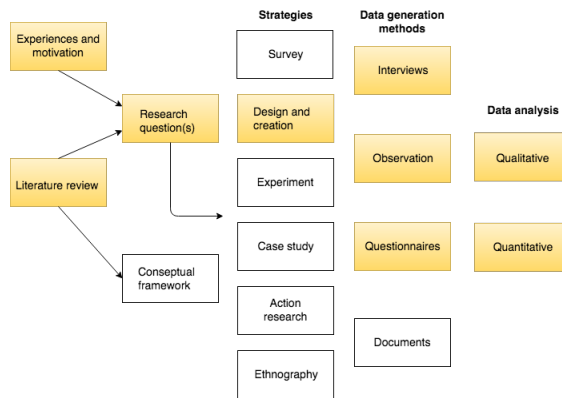 Strategies
Data generation
methods
Experiences and
motivation
Survey
Interviews
Data analysis
Research
question(s)
Design and
creation
Observation
Qualitative
Literature review
Experiment
Case study
Questionnaires
Quantitative
Conseptual
framework
Action
research
Documents
Ethnography